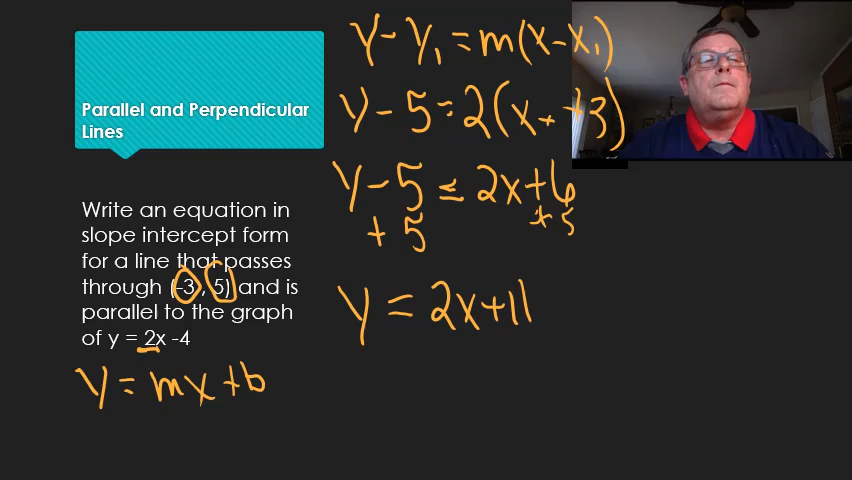 Parallel and Perpendicular
Lines
Write an equation in
slope intercept form
for a line that passes
through (-3, 5) and is
parallel to the graph
of y = 2x -4
y = mx + b
y - y₁ = m(x - x₁)
y - 5 = 2(x + +3)
y - 5 = 2x + 6
+ 5 + 5
y = 2x + 11